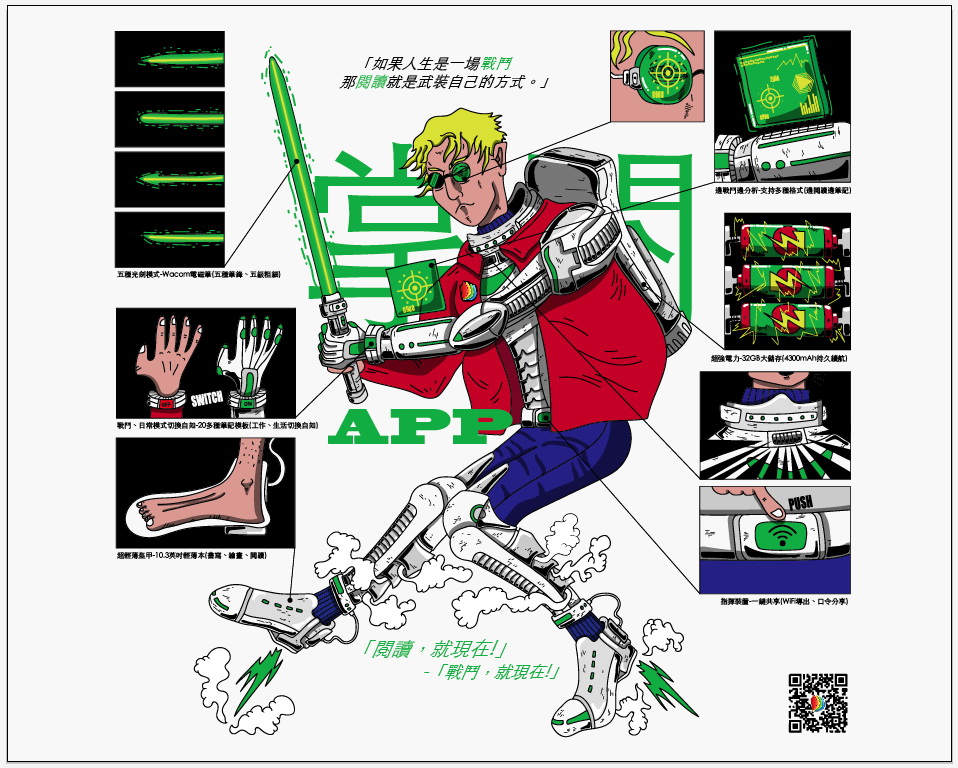 「如果人生是一場戰鬥
那閱讀就是武裝自己的方式。」
掌閱
APP
五種光劍模式-Wacom電磁筆(五種筆鋒、五級粗細)
SWITCH
OFF
ON
戰鬥、日常模式切換自如-20多種筆記模板(工作、生活切換自如)
超輕薄盔甲-10.3英吋輕薄本(書寫、繪畫、閱讀)
邊戰鬥邊分析-支持多種格式(邊閱讀邊筆記)
超強電力-32GB大儲存(4300mAh持久續航)
PUSH
指揮裝置-一鍵共享(WiFi導出、口令分享)
「閱讀，就現在!」
-「戰鬥，就現在!」